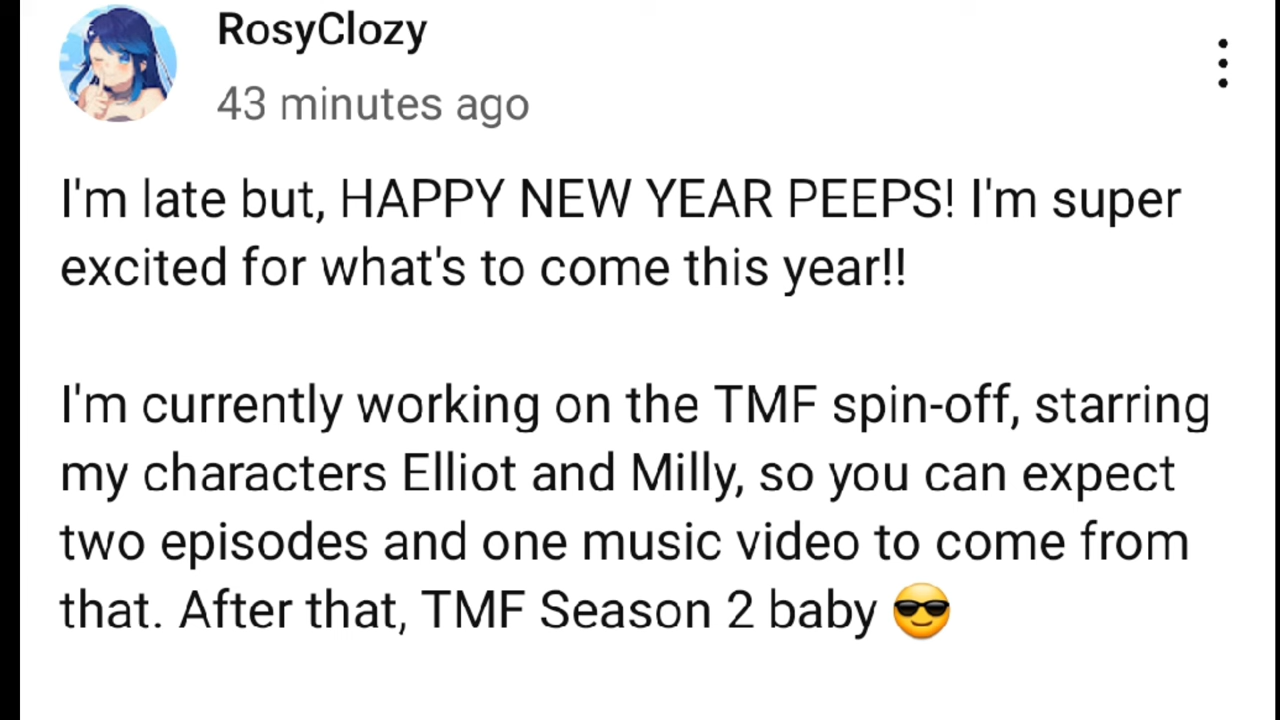 RosyClozy
43 minutes ago
I'm late but, HAPPY NEW YEAR PEEPS! I'm super
excited for what's to come this year!!
I'm currently working on the TMF spin-off, starring
my characters Elliot and Milly, so you can expect
two episodes and one music video to come from
that. After that, TMF Season 2 baby 😎